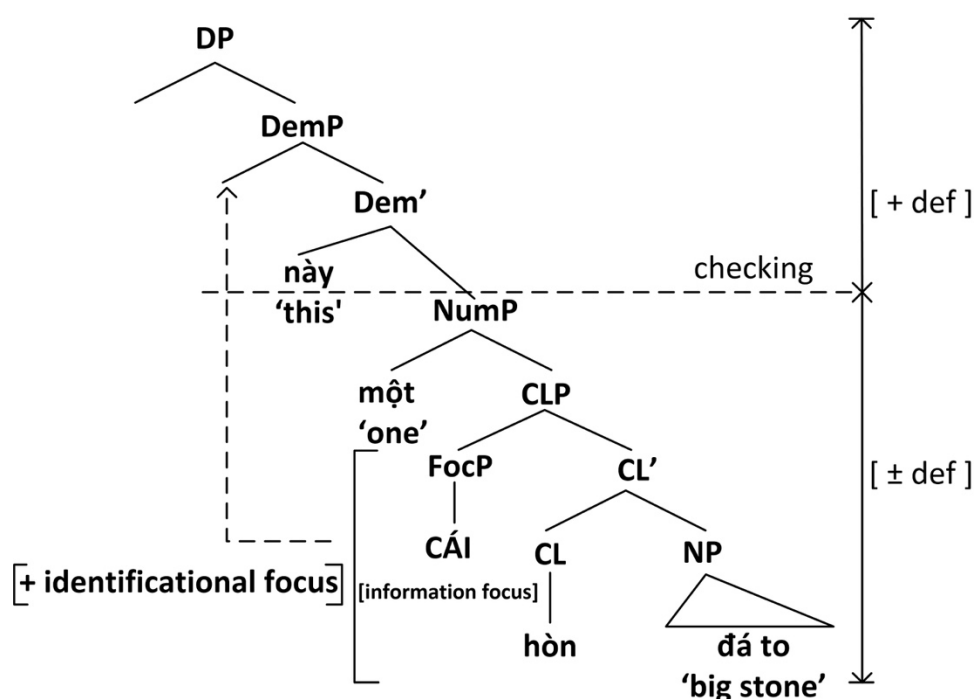 DP
DemP
Dem’
[ + def ]
này
‘this'
checking
NumP
một
‘one’
CLP
FocP
CL’
[ ± def ]
CÁI
CL
NP
[+ identificational focus]
[information focus]
hòn
đá to
‘big stone’